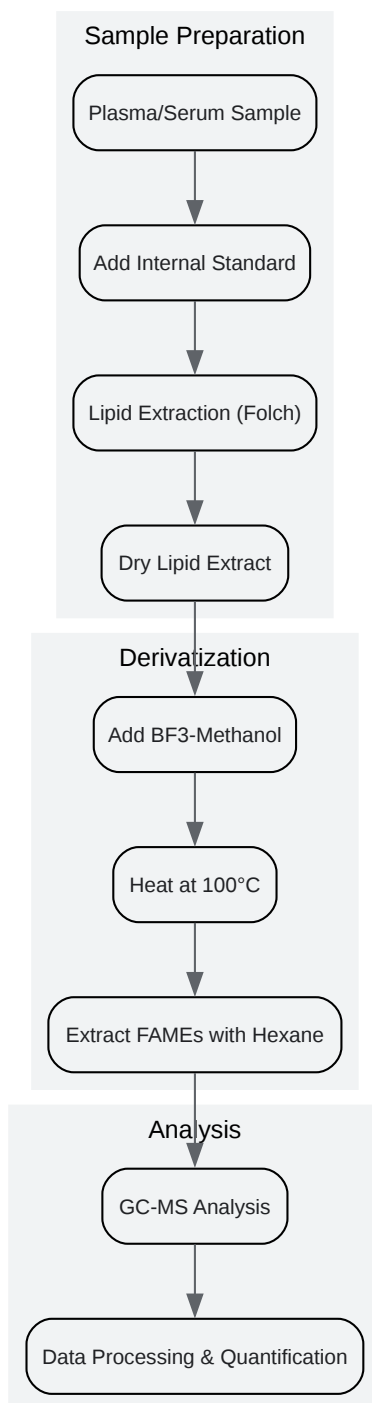 Sample Preparation
Plasma/Serum Sample
Add Internal Standard
Lipid Extraction (Folch)
Dry Lipid Extract
Derivatization
Add BF3-Methanol
Heat at 100°C
Extract FAMEs with Hexane
Analysis
GC-MS Analysis
Data Processing & Quantification